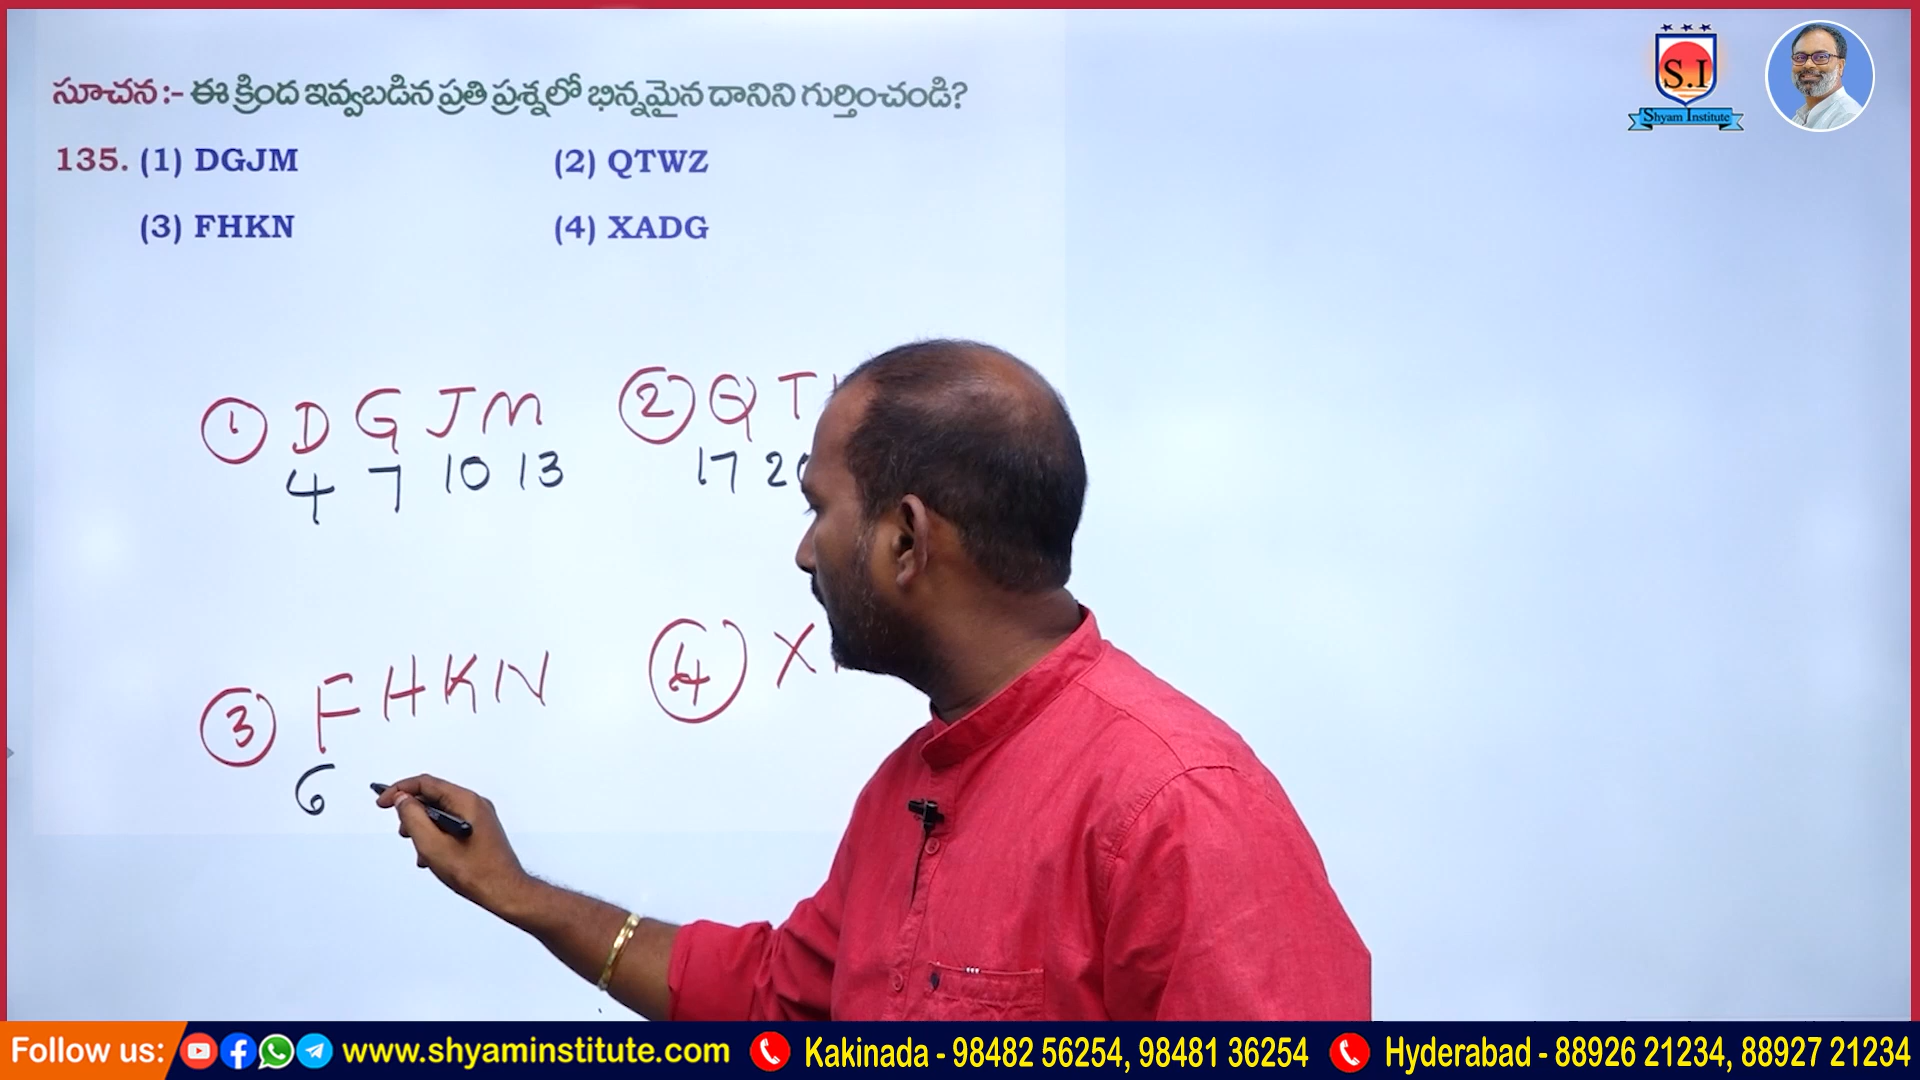 S.I
Shyam Institute
సూచన :- ఈ క్రింద ఇవ్వబడిన ప్రతి ప్రశ్నలో భిన్నమైన దానిని గుర్తించండి?
135. (1) DGJM (2) QTWZ
(3) FHKN (4) XADG
1 D G J M 2 Q T
4 7 10 13 17 20
3 F H K N 4 X
6
Follow us: www.shyaminstitute.com Kakinada - 98482 56254, 98481 36254 Hyderabad - 88926 21234, 88927 21234